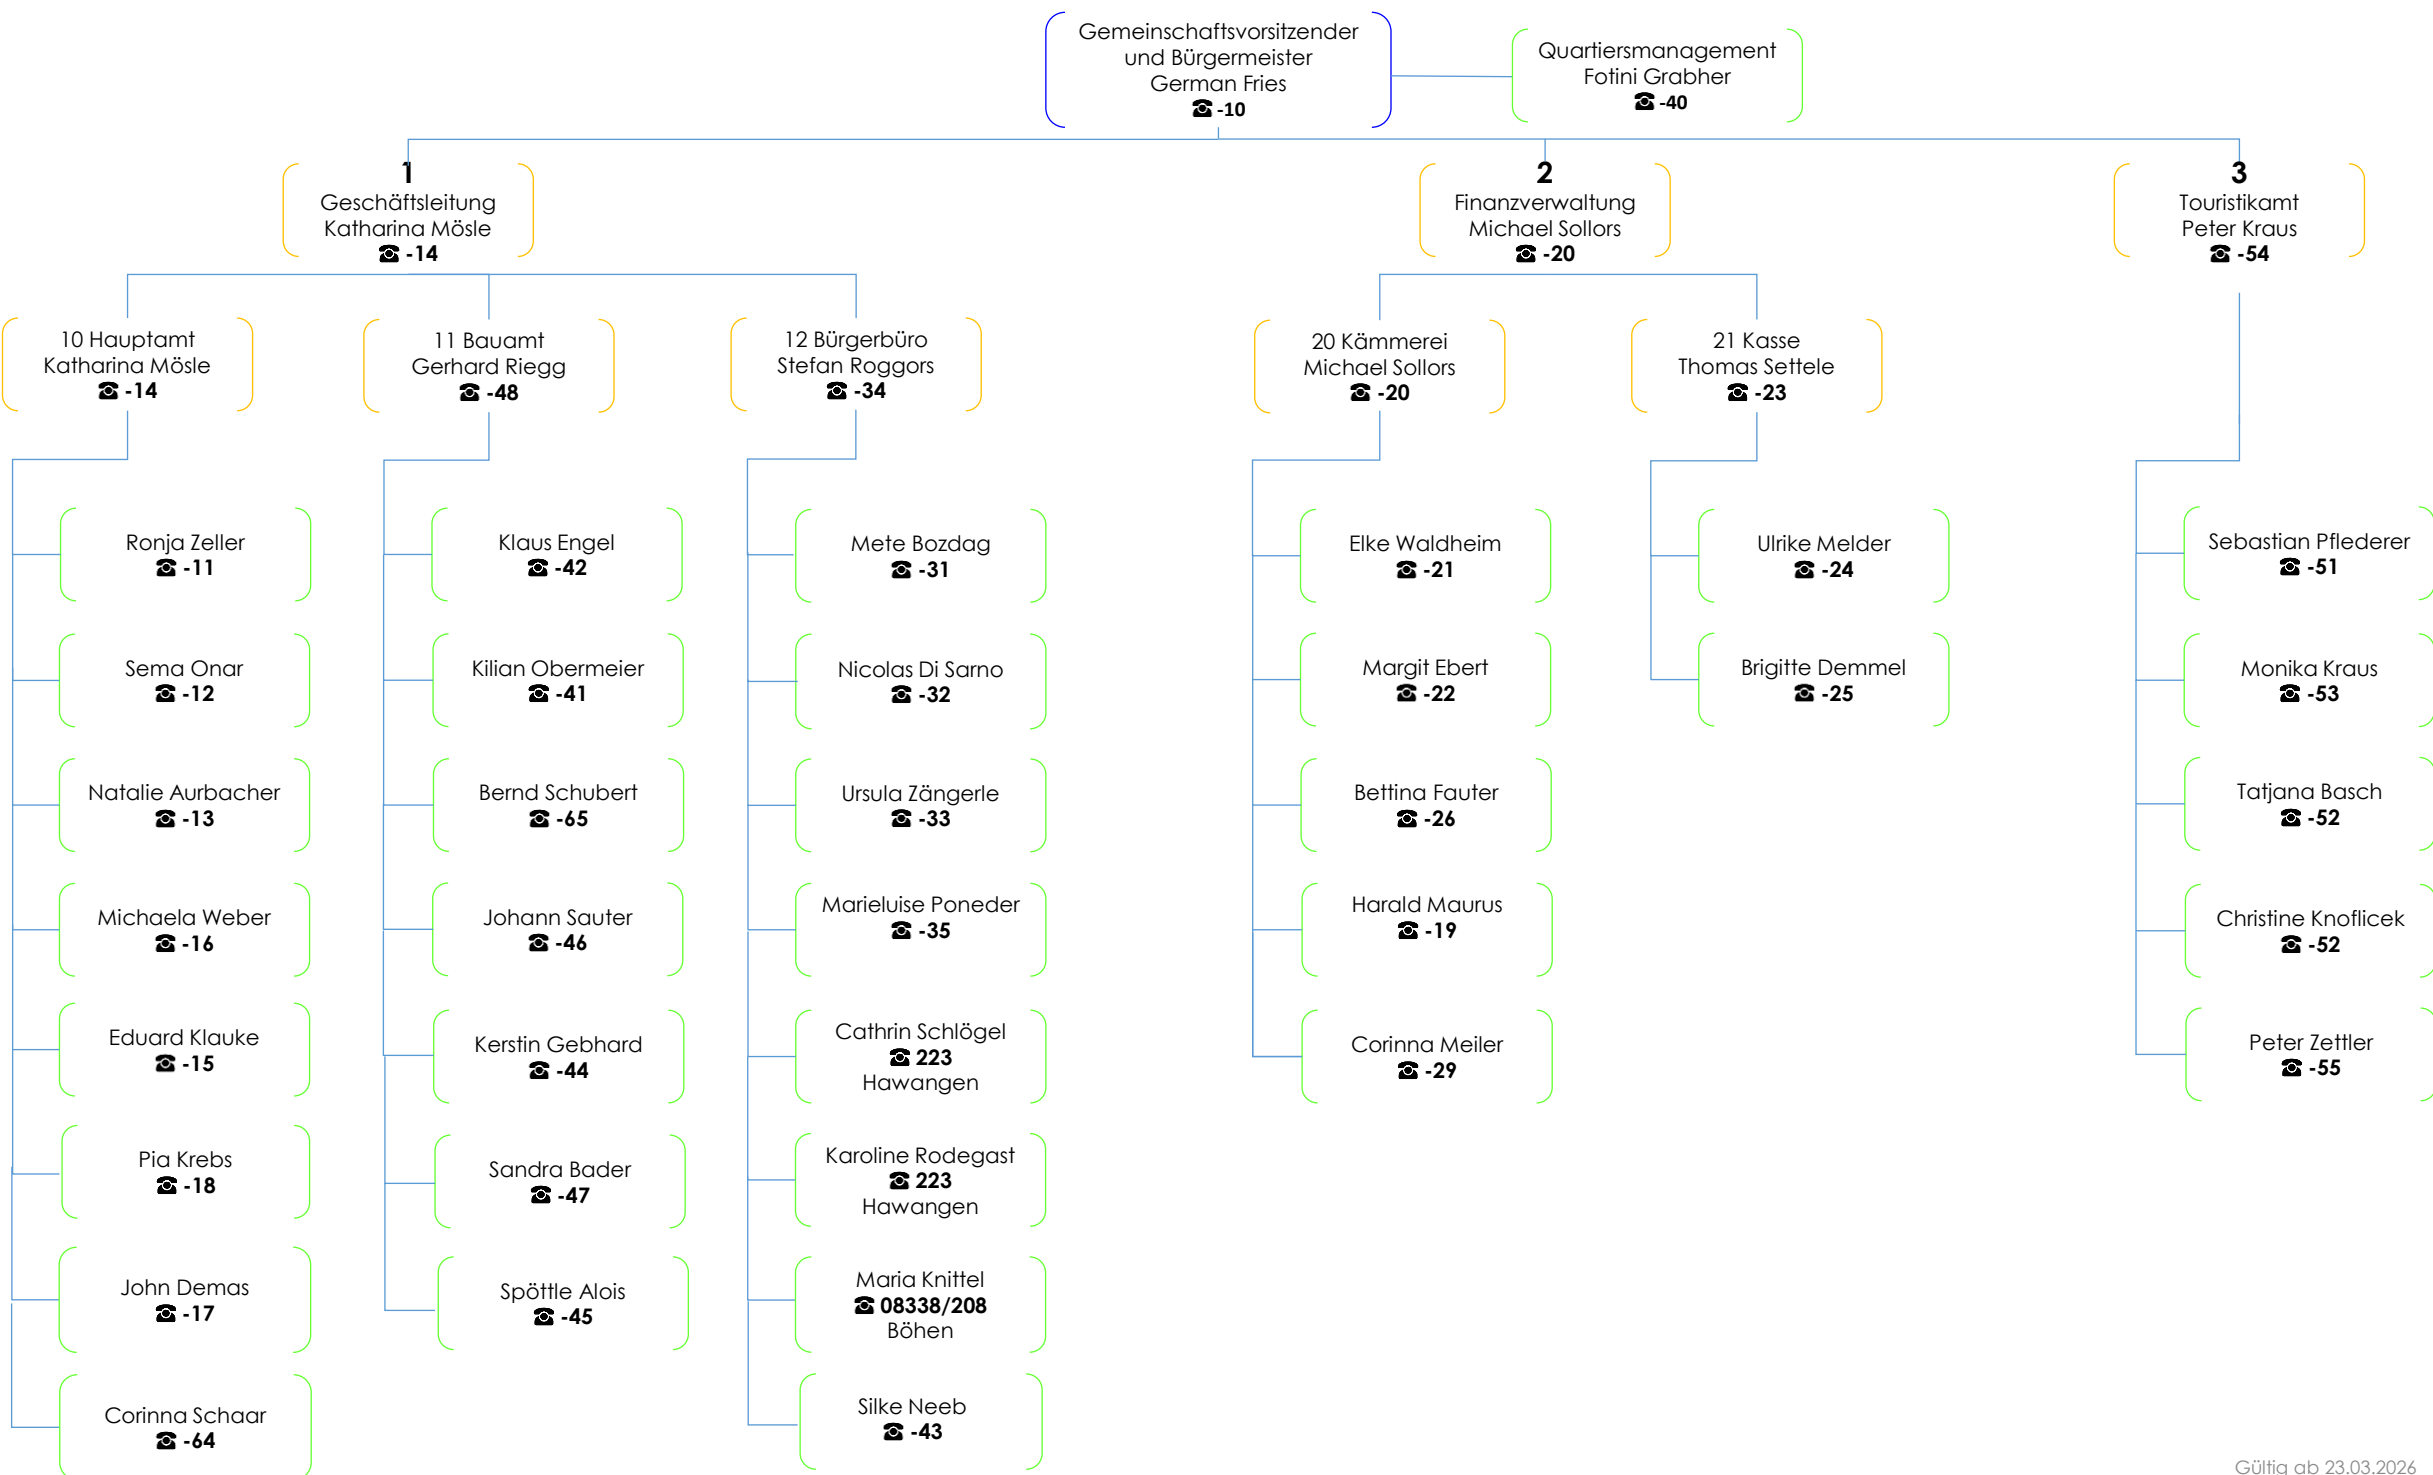 Gemeinschaftsvorsitzender
und Bürgermeister
German Fries
☎ -10
Quartiersmanagement
Fotini Grabher
☎ -40
1
Geschäftsleitung
Katharina Mösle
☎ -14
2
Finanzverwaltung
Michael Sollors
☎ -20
3
Touristikamt
Peter Kraus
☎ -54
10 Hauptamt
Katharina Mösle
☎ -14
11 Bauamt
Gerhard Riegg
☎ -48
12 Bürgerbüro
Stefan Roggors
☎ -34
20 Kämmerei
Michael Sollors
☎ -20
21 Kasse
Thomas Settele
☎ -23
Ronja Zeller
☎ -11
Sema Onar
☎ -12
Natalie Aurbacher
☎ -13
Michaela Weber
☎ -16
Eduard Klauke
☎ -15
Pia Krebs
☎ -18
John Demas
☎ -17
Corinna Schaar
☎ -64
Klaus Engel
☎ -42
Kilian Obermeier
☎ -41
Bernd Schubert
☎ -65
Johann Sauter
☎ -46
Kerstin Gebhard
☎ -44
Sandra Bader
☎ -47
Spöttle Alois
☎ -45
Mete Bozdag
☎ -31
Nicolas Di Sarno
☎ -32
Ursula Zängerle
☎ -33
Marieluise Poneder
☎ -35
Cathrin Schlögel
☎ 223
Hawangen
Karoline Rodegast
☎ 223
Hawangen
Maria Knittel
☎ 08338/208
Böhen
Silke Neeb
☎ -43
Elke Waldheim
☎ -21
Margit Ebert
☎ -22
Bettina Fauter
☎ -26
Harald Maurus
☎ -19
Corinna Meiler
☎ -29
Ulrike Melder
☎ -24
Brigitte Demmel
☎ -25
Sebastian Pflederer
☎ -51
Monika Kraus
☎ -53
Tatjana Basch
☎ -52
Christine Knoflicek
☎ -52
Peter Zettler
☎ -55
Gültig ab 23.03.2026